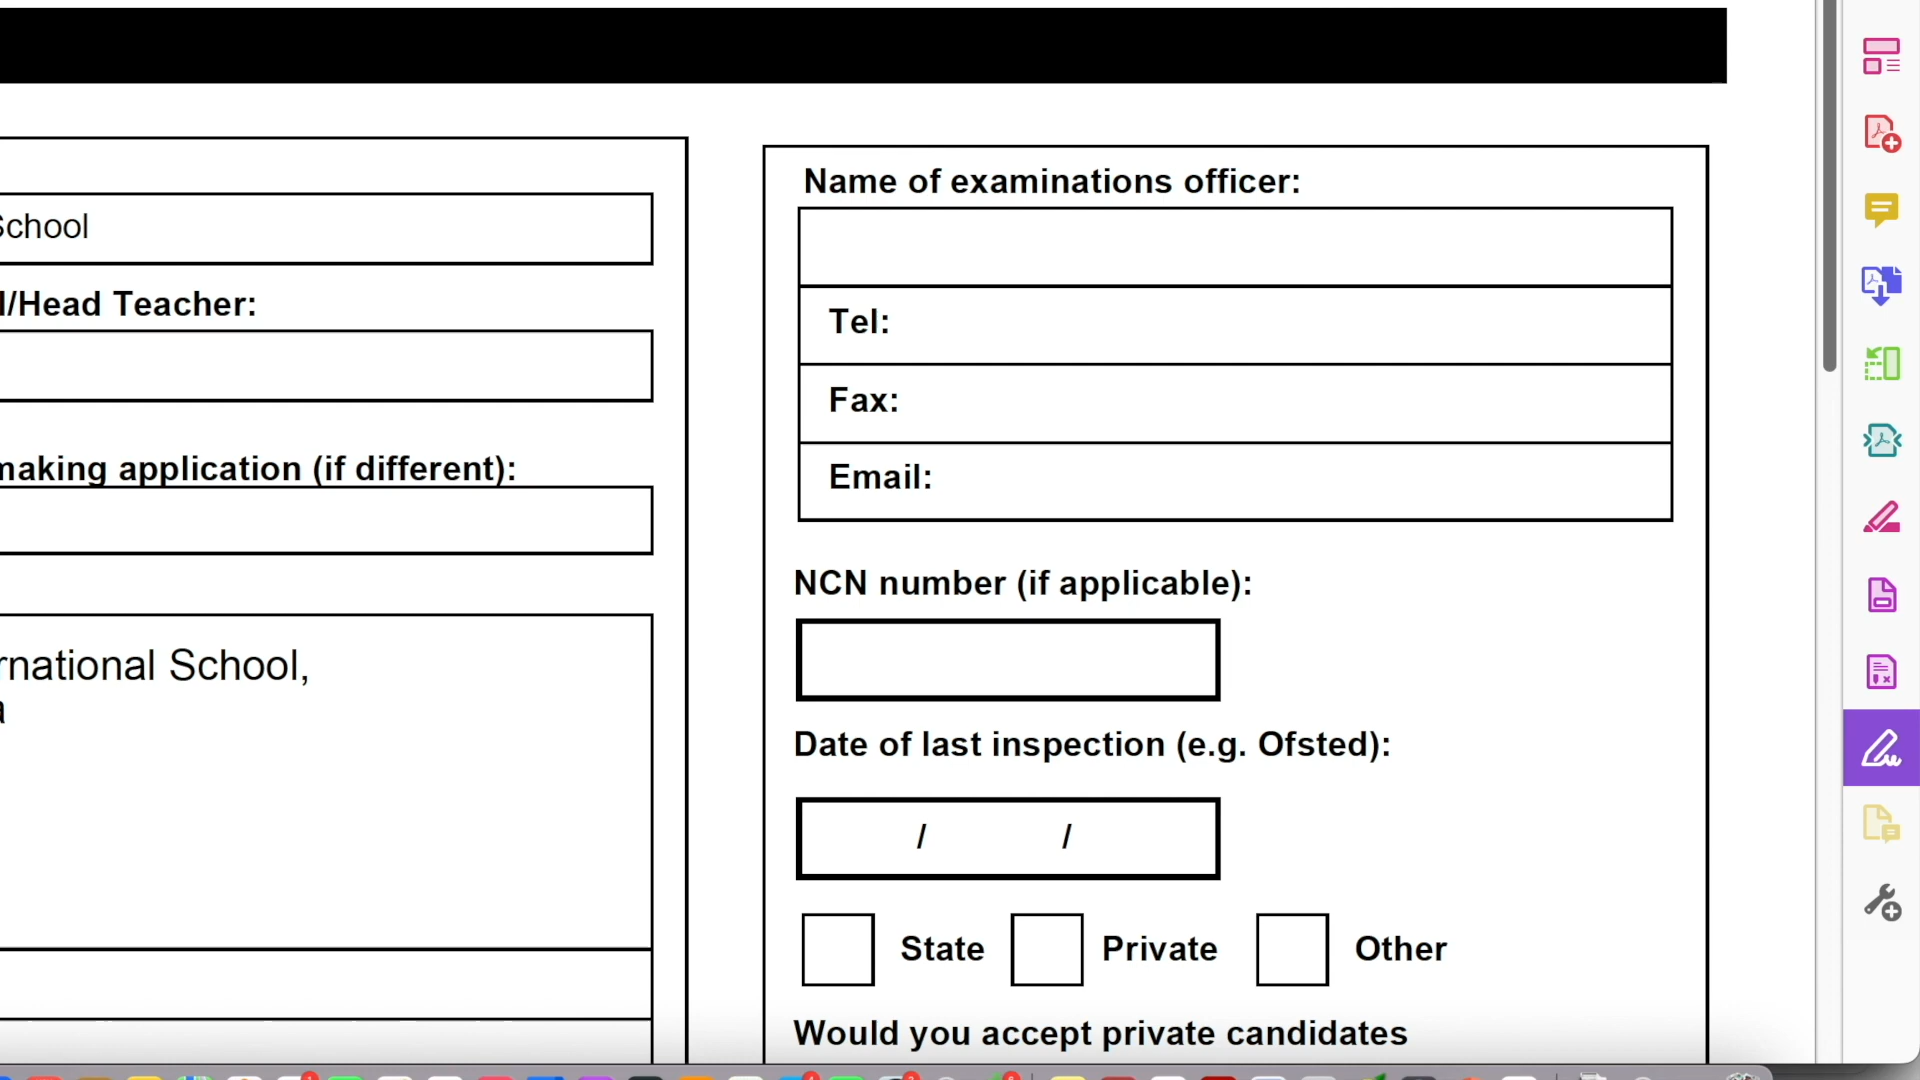 School
/Head Teacher:
making application (if different):
rnational School,
a
Name of examinations officer:
Tel:
Fax:
Email:
NCN number (if applicable):
Date of last inspection (e.g. Ofsted):
/ /
State Private Other
Would you accept private candidates